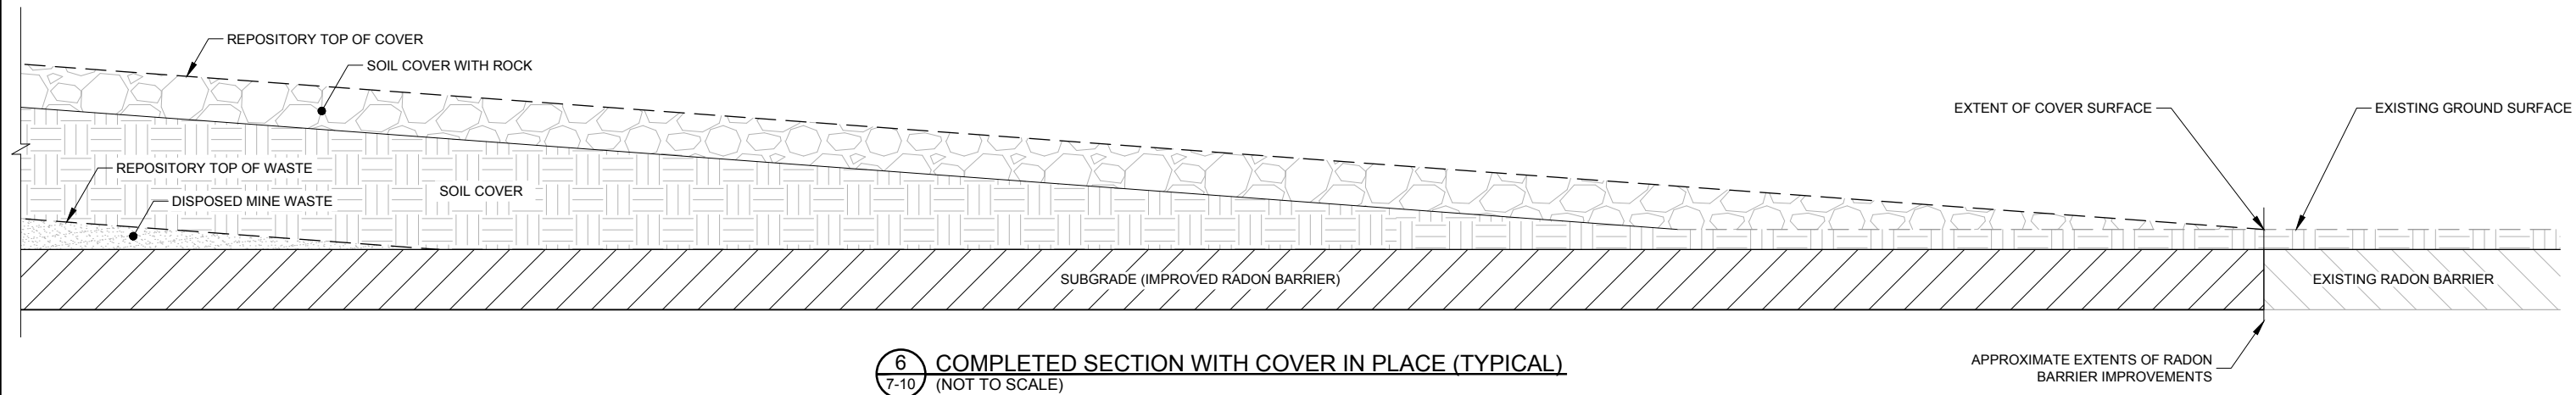 REPOSITORY TOP OF COVER
SOIL COVER WITH ROCK
EXTENT OF COVER SURFACE
EXISTING GROUND SURFACE
REPOSITORY TOP OF WASTE
SOIL COVER
DISPOSED MINE WASTE
SUBGRADE (IMPROVED RADON BARRIER)
EXISTING RADON BARRIER
6
7-10
COMPLETED SECTION WITH COVER IN PLACE (TYPICAL)
(NOT TO SCALE)
APPROXIMATE EXTENTS OF RADON
BARRIER IMPROVEMENTS